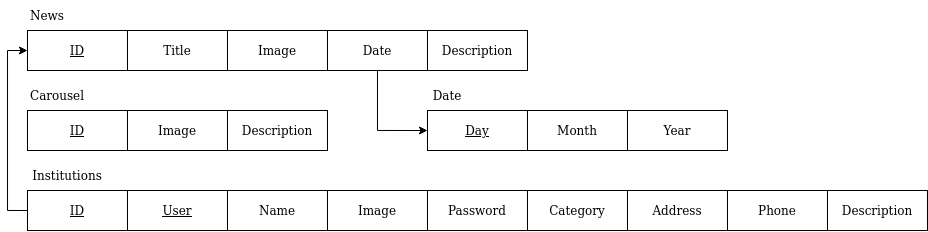 News
ID Title Image Date Description
Carousel Date
ID Image Description Day Month Year
Institutions
ID User Name Image Password Category Address Phone Description